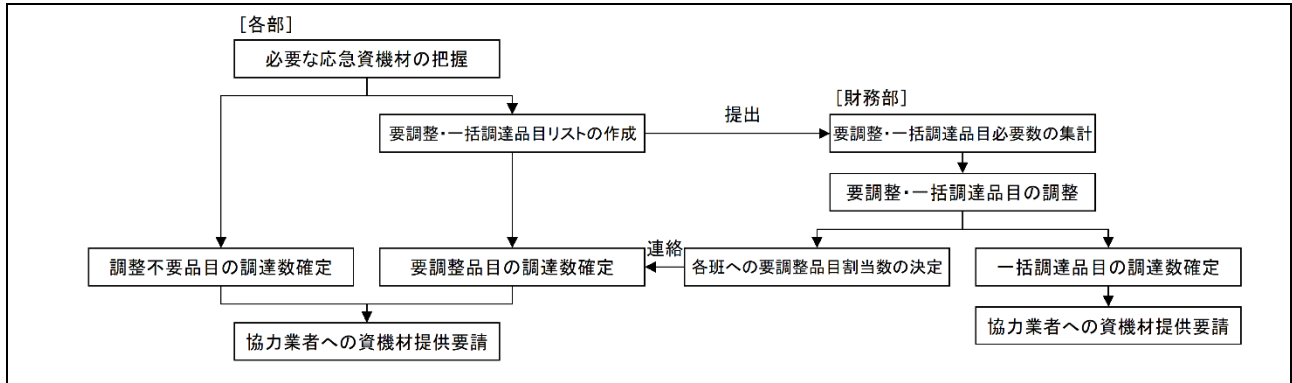 [各部]
必要な応急資機材の把握
[財務部]
要調整・一括調達品目リストの作成
提出
要調整・一括調達品目必要数の集計
要調整・一括調達品目の調整
調整不要品目の調達数確定
要調整品目の調達数確定
連絡
各班への要調整品目割当数の決定
一括調達品目の調達数確定
協力業者への資機材提供要請
協力業者への資機材提供要請